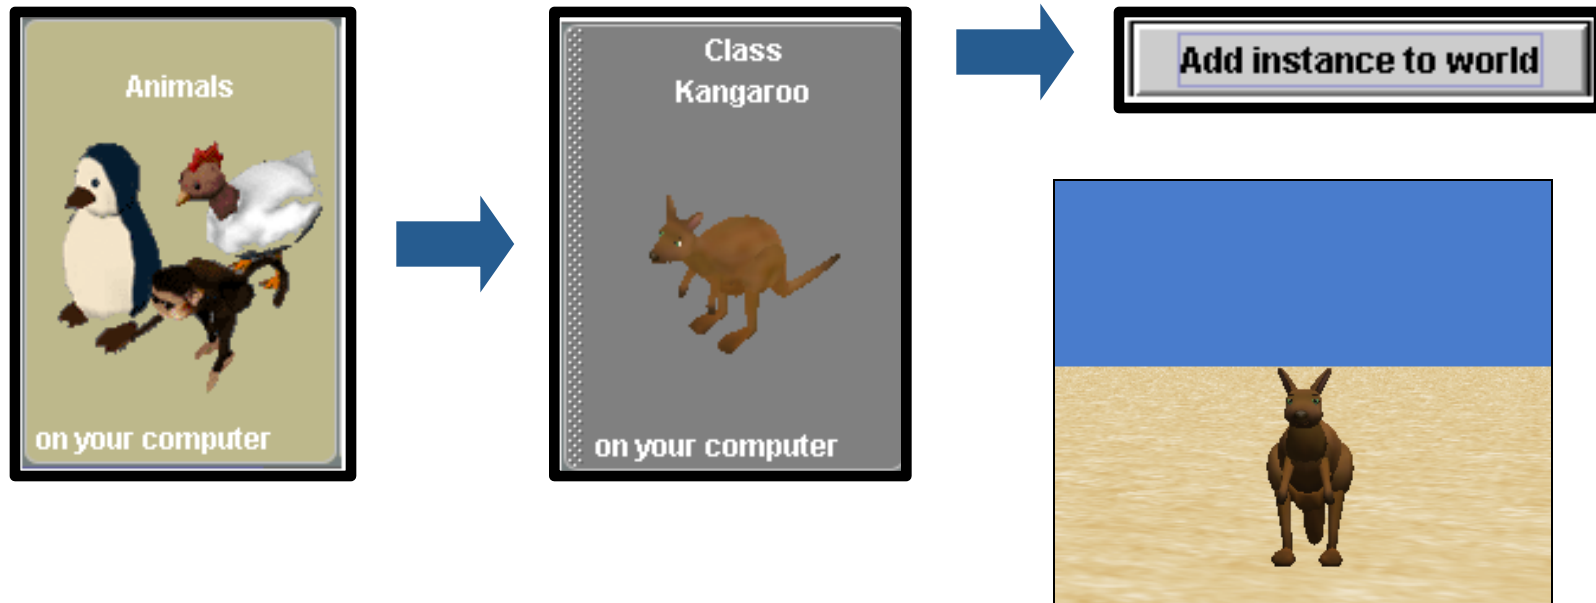 Animals
on your computer
Class
Kangaroo
on your computer
Add instance to world